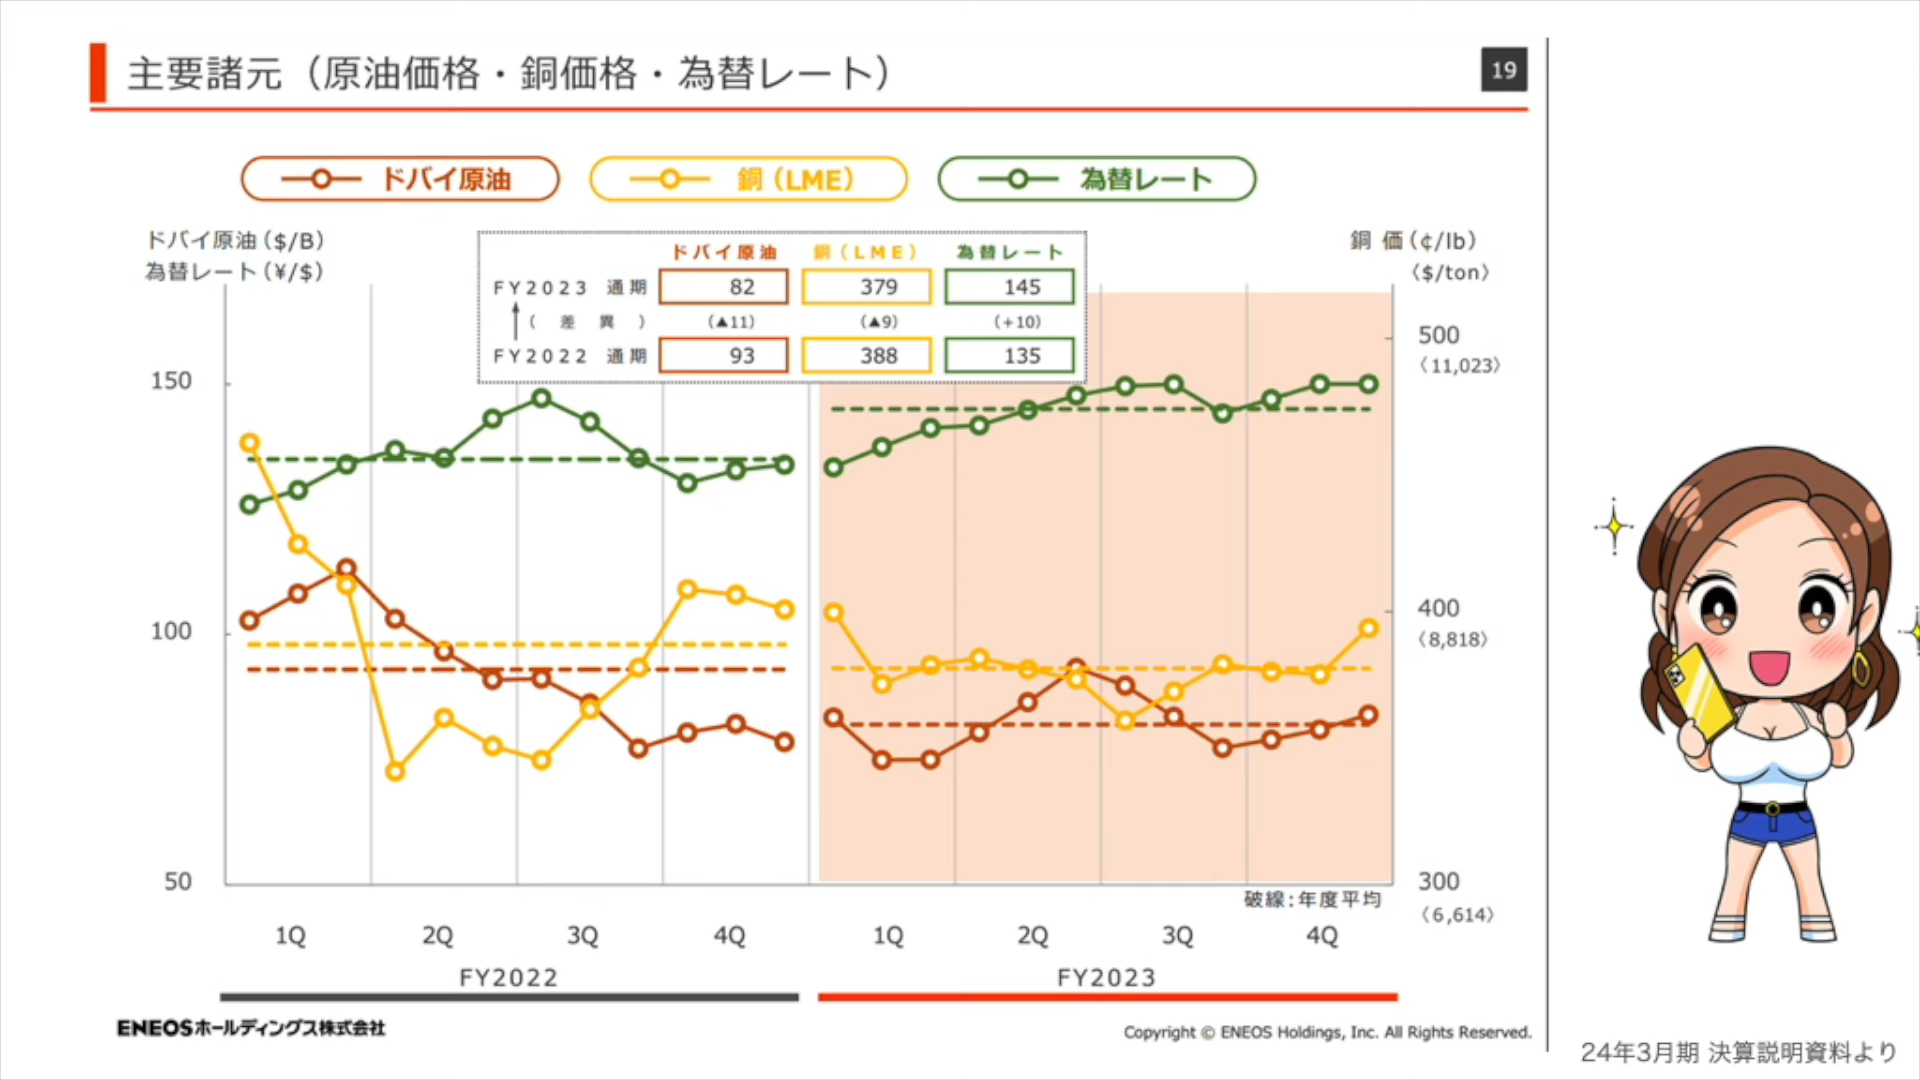 主要諸元（原油価格・銅価格・為替レート）
19
ドバイ原油
銅（LME）
為替レート
ドバイ原油（$/B）
為替レート（¥/$）
銅 価（¢/lb）
〈$/ton〉
ドバイ原油 銅（LME） 為替レート
FY2023 通期 82 379 145
（ 差 異 ） （▲11） （▲9） （+10）
FY2022 通期 93 388 135
150
100
50
500
〈11,023〉
400
〈8,818〉
300
〈6,614〉
破線：年度平均
1Q 2Q 3Q 4Q 1Q 2Q 3Q 4Q
FY2022 FY2023
ENEOSホールディングス株式会社
Copyright © ENEOS Holdings, Inc. All Rights Reserved.
24年3月期 決算説明資料より